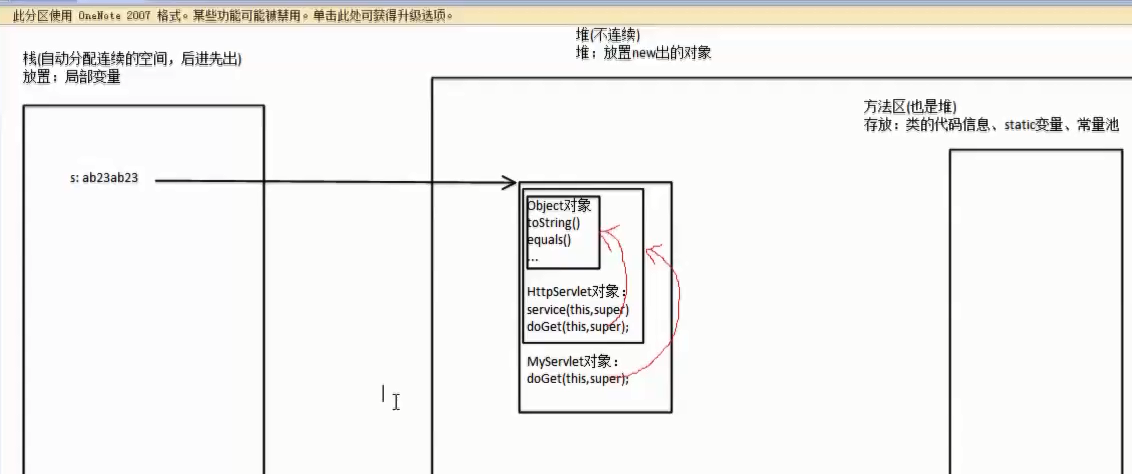 此分区使用 OneNote 2007 格式。某些功能可能被禁用。单击此处可获得升级选项。
栈(自动分配连续的空间，后进先出)
放置：局部变量
堆(不连续)
堆：放置new出的对象
方法区(也是堆)
存放：类的代码信息、static变量、常量池
s: ab23ab23
Object对象
toString()
equals()
...
HttpServlet对象：
service(this,super)
doGet(this,super);
MyServlet对象：
doGet(this,super);